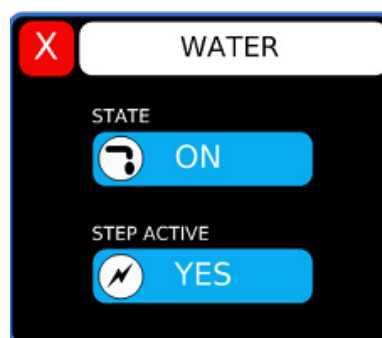 X WATER
STATE
ON
STEP ACTIVE
YES